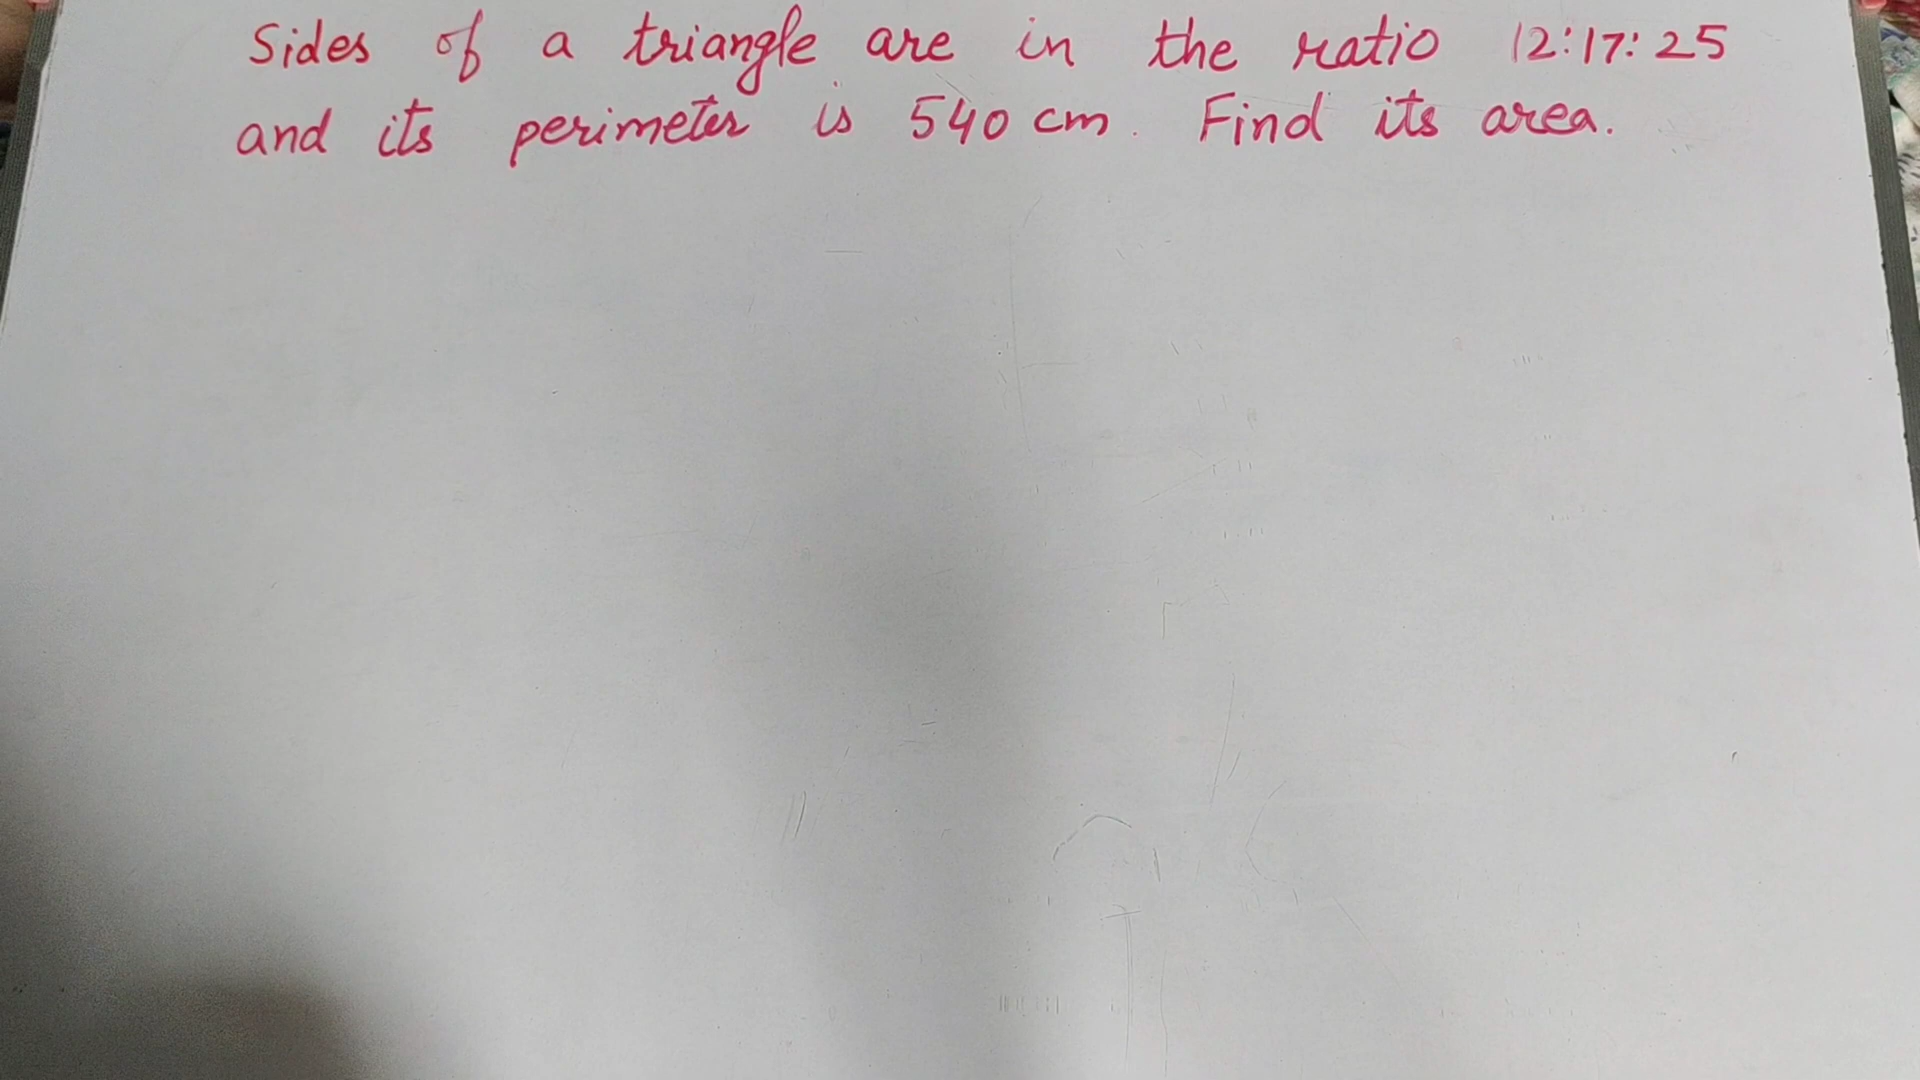 Sides of a triangle are in the ratio 12:17:25
and its perimeter is 540 cm. Find its area.